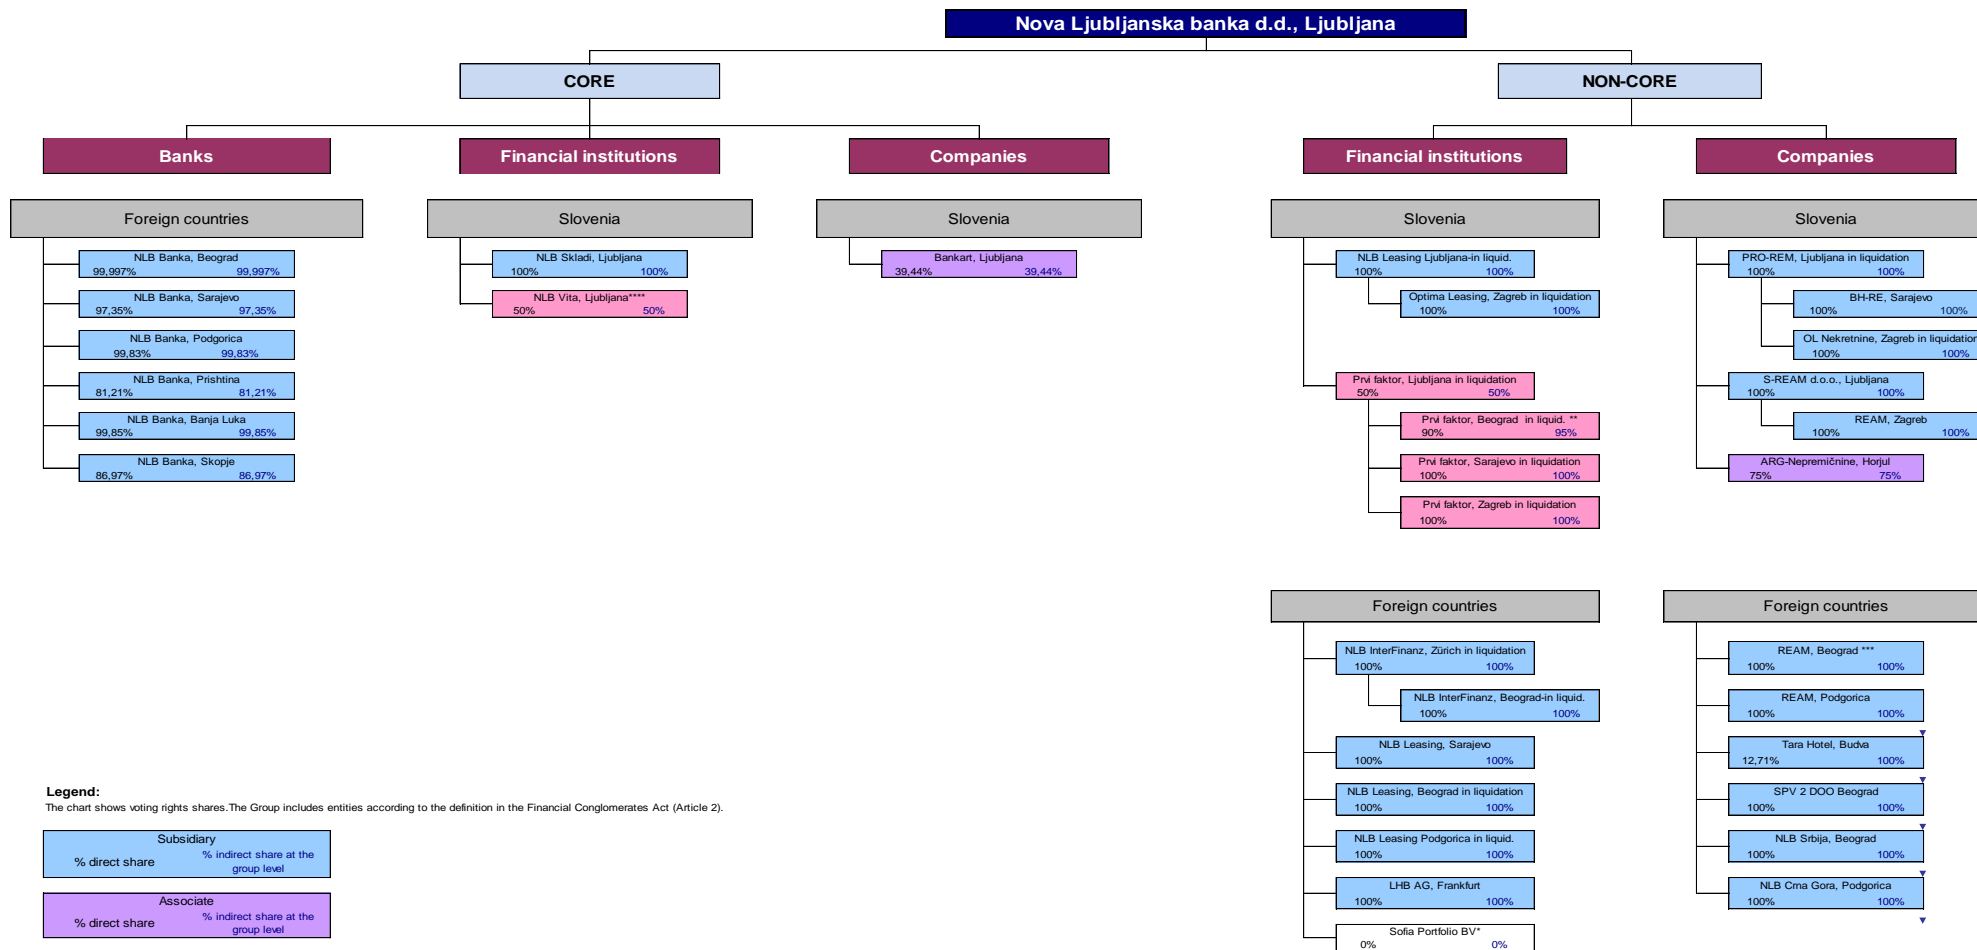 Nova Ljubljanska banka d.d., Ljubljana
CORE
NON-CORE
Banks
Financial institutions
Companies
Financial institutions
Companies
Foreign countries
NLB Banka, Beograd
99,997% 99,997%
NLB Banka, Sarajevo
97,35% 97,35%
NLB Banka, Podgorica
99,83% 99,83%
NLB Banka, Prishtina
81,21% 81,21%
NLB Banka, Banja Luka
99,85% 99,85%
NLB Banka, Skopje
86,97% 86,97%
Slovenia
NLB Skladi, Ljubljana
100% 100%
NLB Vita, Ljubljana****
50% 50%
Slovenia
Bankart, Ljubljana
39,44% 39,44%
Slovenia
NLB Leasing Ljubljana-in liquid.
100% 100%
Optima Leasing, Zagreb in liquidation
100% 100%
Prvi faktor, Ljubljana in liquidation
50% 50%
Prvi faktor, Beograd in liquid. **
90% 95%
Prvi faktor, Sarajevo in liquidation
100% 100%
Prvi faktor, Zagreb in liquidation
100% 100%
Slovenia
PRO-REM, Ljubljana in liquidation
100% 100%
BH-RE, Sarajevo
100% 100%
OL Nekretnine, Zagreb in liquidation
100% 100%
S-REAM d.o.o., Ljubljana
100% 100%
REAM, Zagreb
100% 100%
ARG-Nepremičnine, Horjul
75% 75%
Foreign countries
NLB InterFinanz, Zürich in liquidation
100% 100%
NLB InterFinanz, Beograd-in liquid.
100% 100%
NLB Leasing, Sarajevo
100% 100%
NLB Leasing, Beograd in liquidation
100% 100%
NLB Leasing Podgorica in liquid.
100% 100%
LHB AG, Frankfurt
100% 100%
Sofia Portfolio BV*
0% 0%
Foreign countries
REAM, Beograd ***
100% 100%
REAM, Podgorica
100% 100%
Tara Hotel, Budva
12,71% 100%
SPV 2 DOO Beograd
100% 100%
NLB Srbija, Beograd
100% 100%
NLB Crna Gora, Podgorica
100% 100%
Legend:
The chart shows voting rights shares.The Group includes entities according to the definition in the Financial Conglomerates Act (Article 2).
Subsidiary
% direct share % indirect share at the
group level
Associate
% direct share % indirect share at the
group level